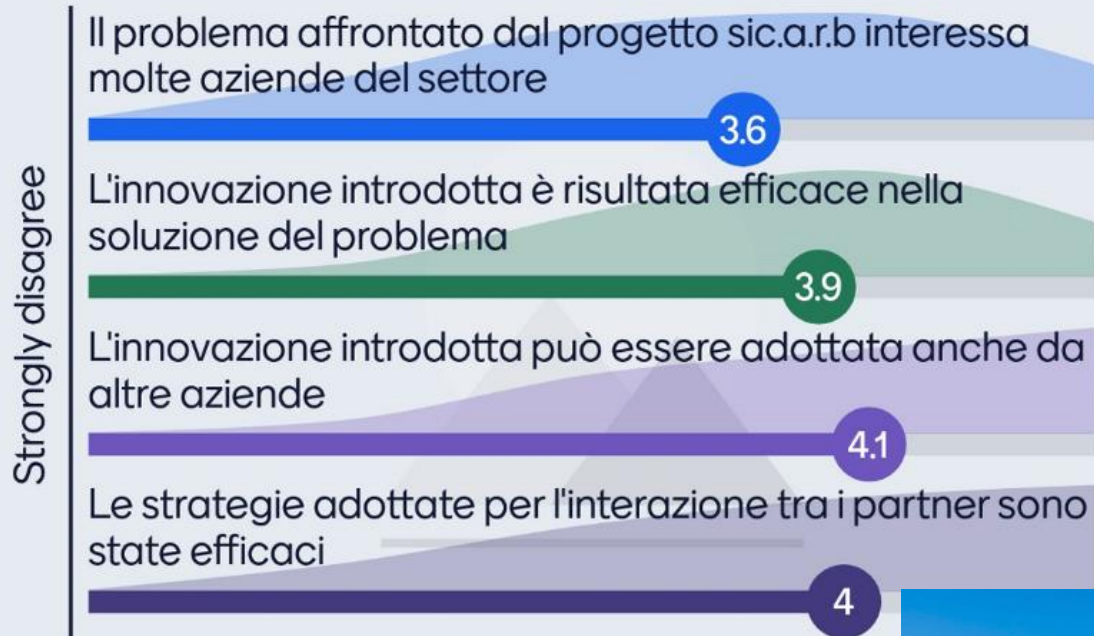 Strongly disagree
Il problema affrontato dal progetto sic.a.r.b interessa
molte aziende del settore
3.6
L'innovazione introdotta è risultata efficace nella
soluzione del problema
3.9
L'innovazione introdotta può essere adottata anche da
altre aziende
4.1
Le strategie adottate per l'interazione tra i partner sono
state efficaci
4